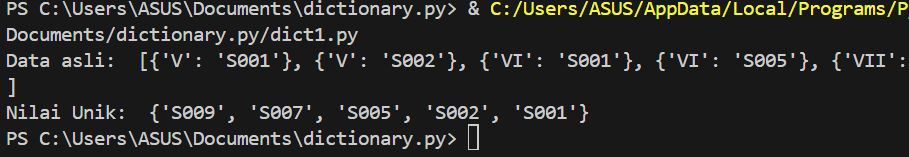 PS C:\Users\ASUS\Documents\dictionary.py> & C:/Users/ASUS/AppData/Local/Programs/P
Documents/dictionary.py/dict1.py
Data asli:  [{'V': 'S001'}, {'V': 'S002'}, {'VI': 'S001'}, {'VI': 'S005'}, {'VII':
]
Nilai Unik:  {'S009', 'S007', 'S005', 'S002', 'S001'}
PS C:\Users\ASUS\Documents\dictionary.py>